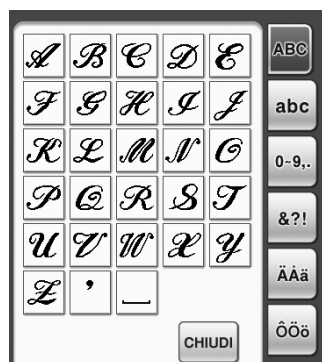 A B C D E
F G H I J
K L M N O
P Q R S T
U V W X Y
Z ' _
CHIUDI
ABC
abc
0~9,.
&?!
ÄÅä
ÔÖö